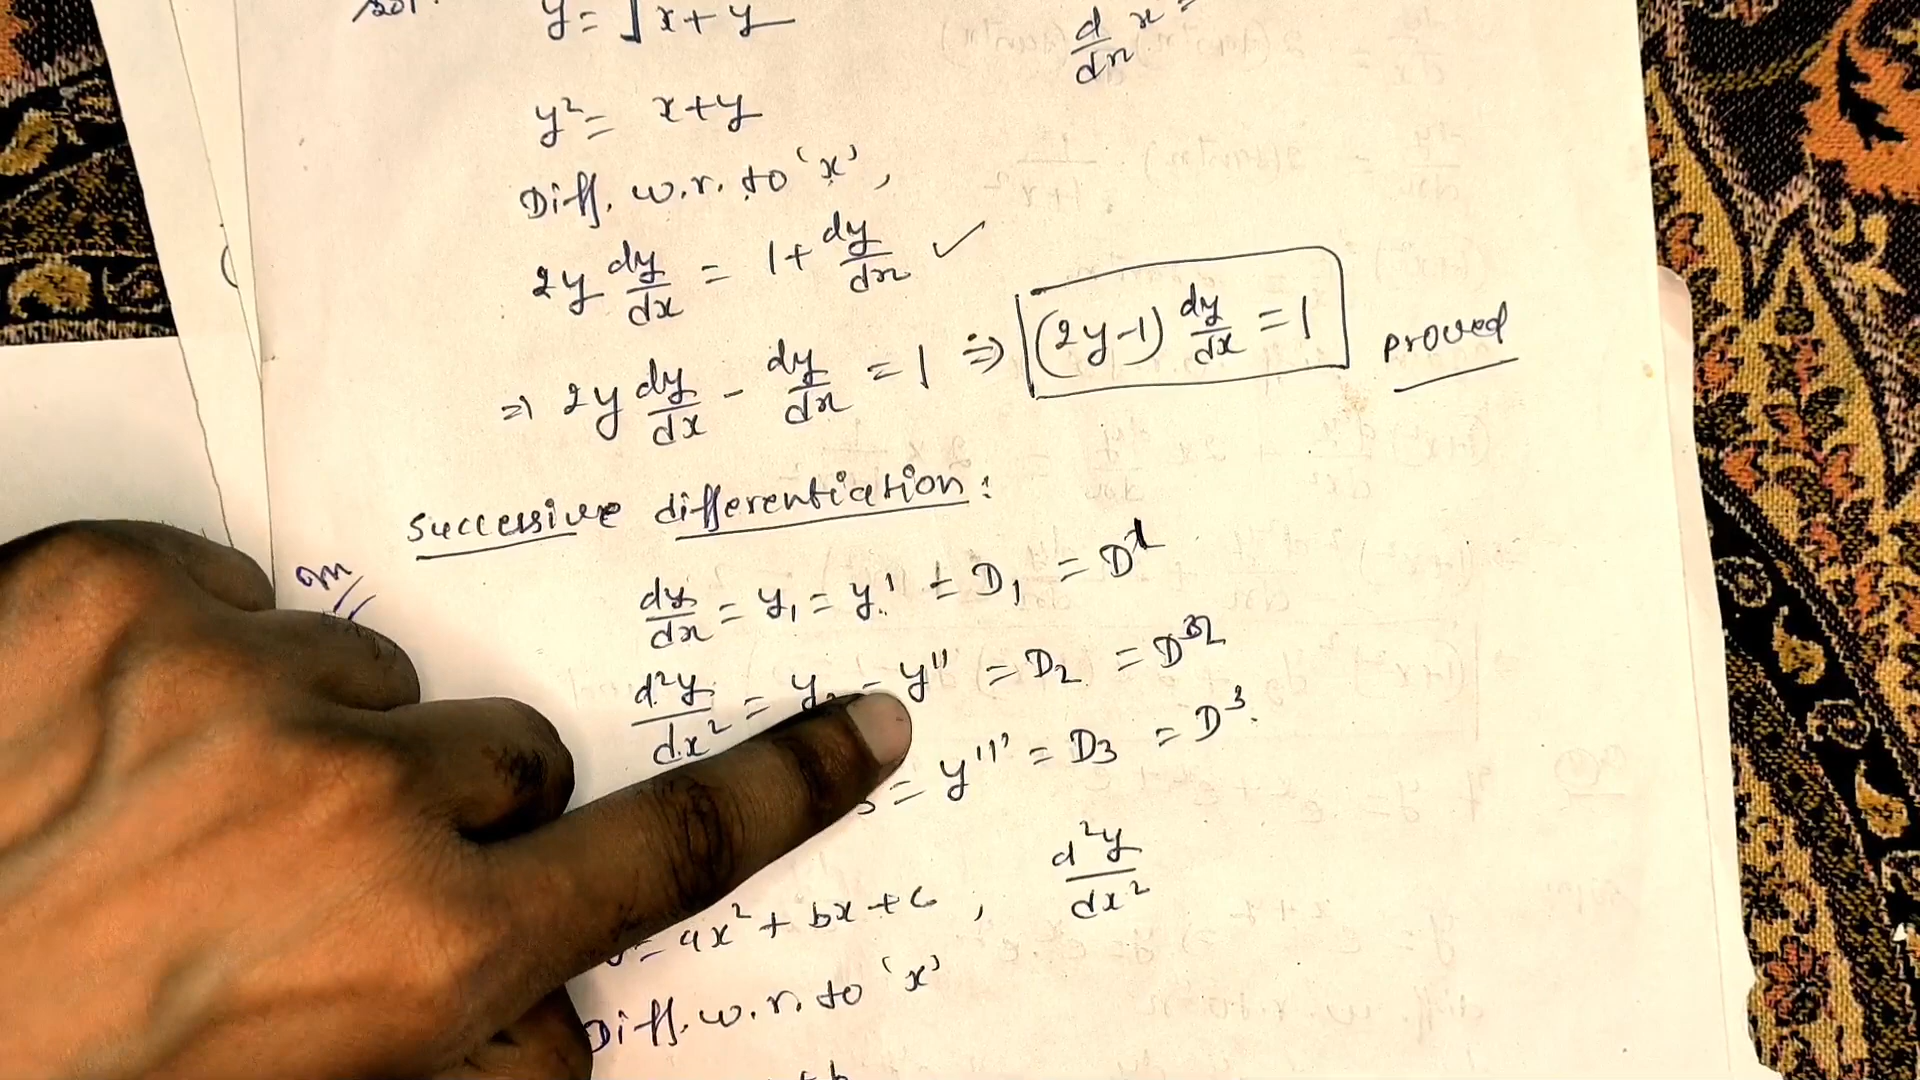 y = √x+y
d/dx x =
y² = x+y
Diff. w.r. to 'x',
2y dy/dx = 1+ dy/dx ✓
⇒ 2y dy/dx - dy/dx = 1 ⇒ (2y-1) dy/dx = 1 proved
Successive differentiation:
dy/dx = y₁ = y' = D₁ = D¹
d²y/dx² = y₂ = y'' = D₂ = D²
= y''' = D₃ = D³.
= ax² + bx + c , d²y/dx²
Diff. w.r. to 'x'